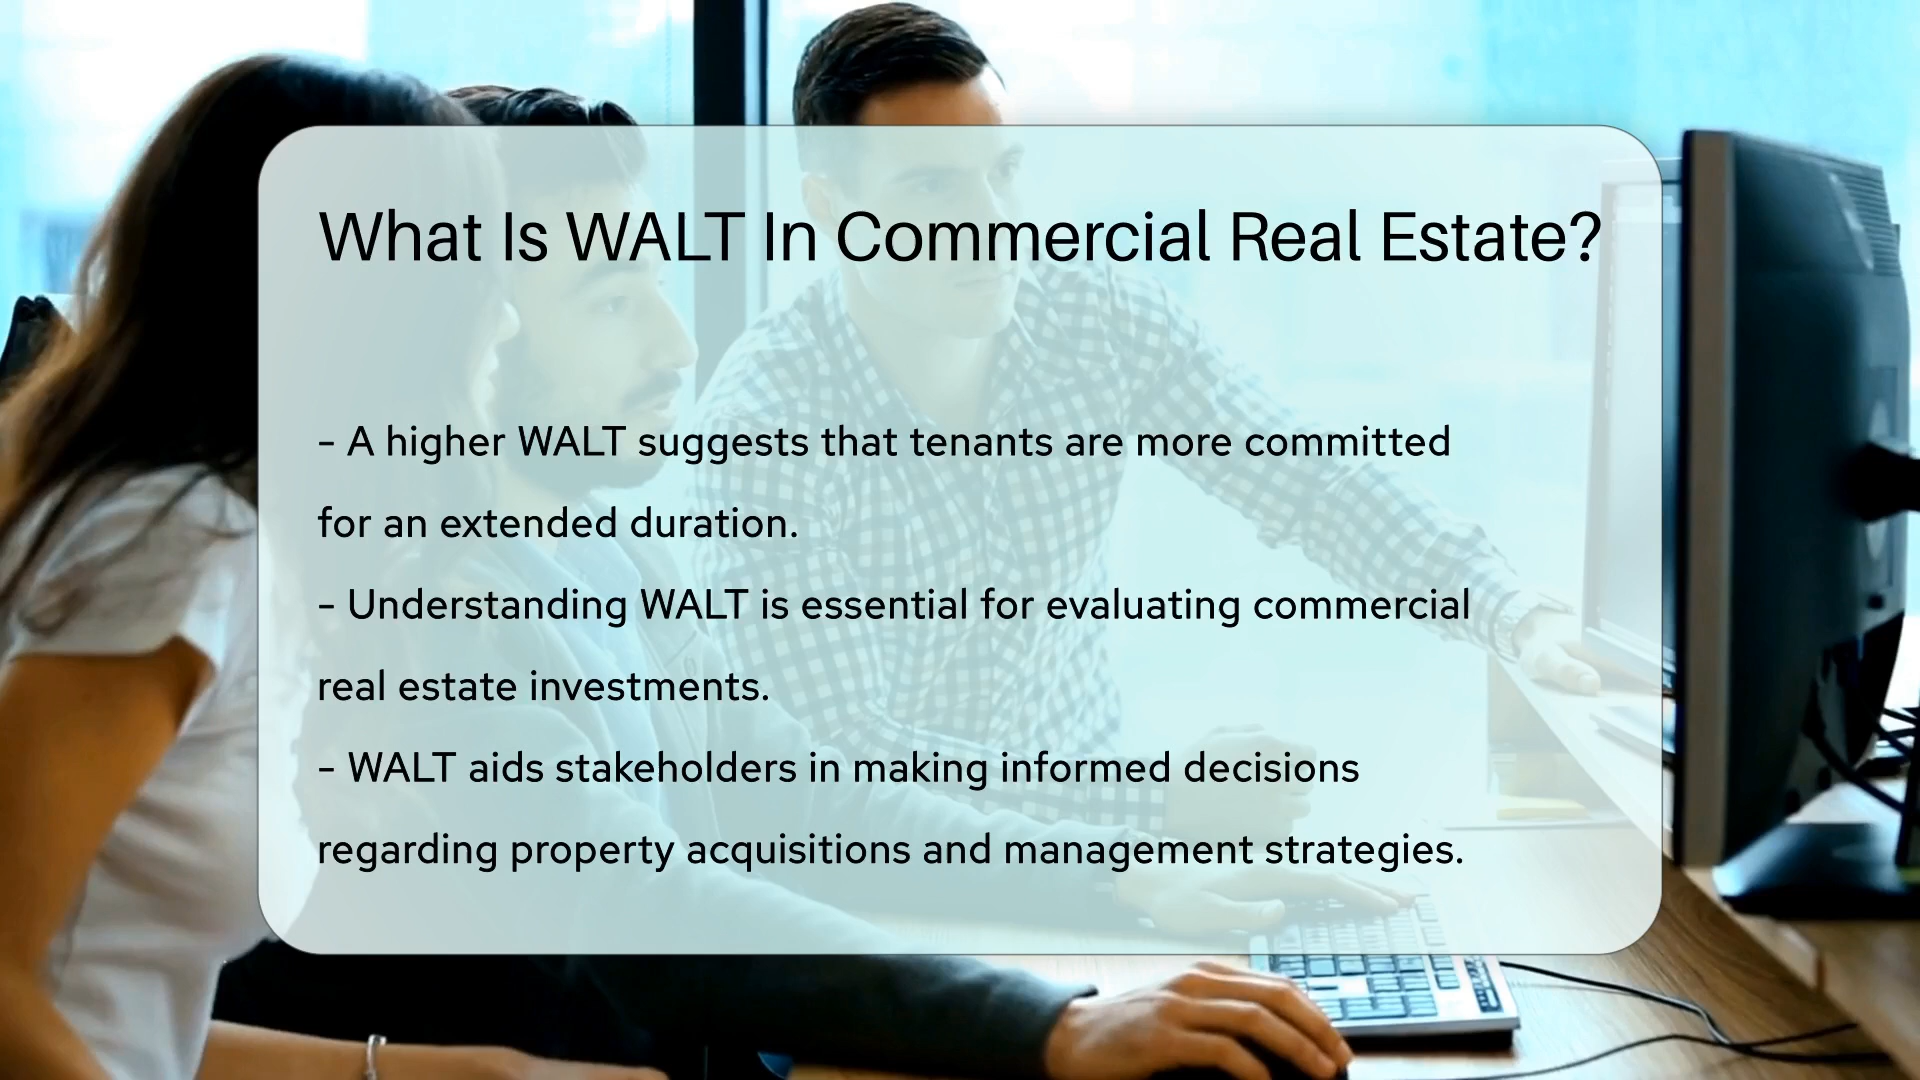 What Is WALT In Commercial Real Estate?
- A higher WALT suggests that tenants are more committed
for an extended duration.
- Understanding WALT is essential for evaluating commercial
real estate investments.
- WALT aids stakeholders in making informed decisions
regarding property acquisitions and management strategies.